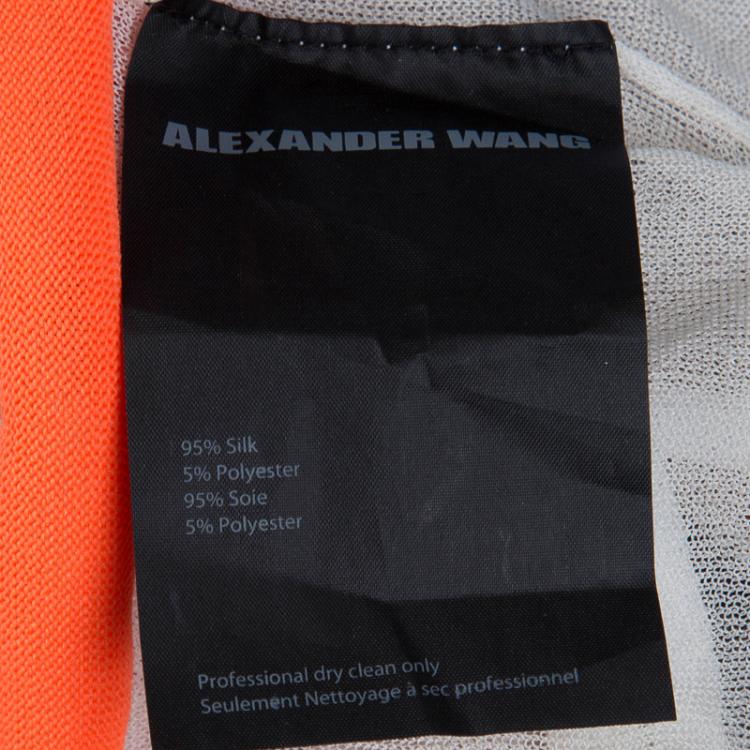 ALEXANDER WANG
95% Silk
5% Polyester
95% Soie
5% Polyester
Professional dry clean only
Seulement Nettoyage à sec professionnel